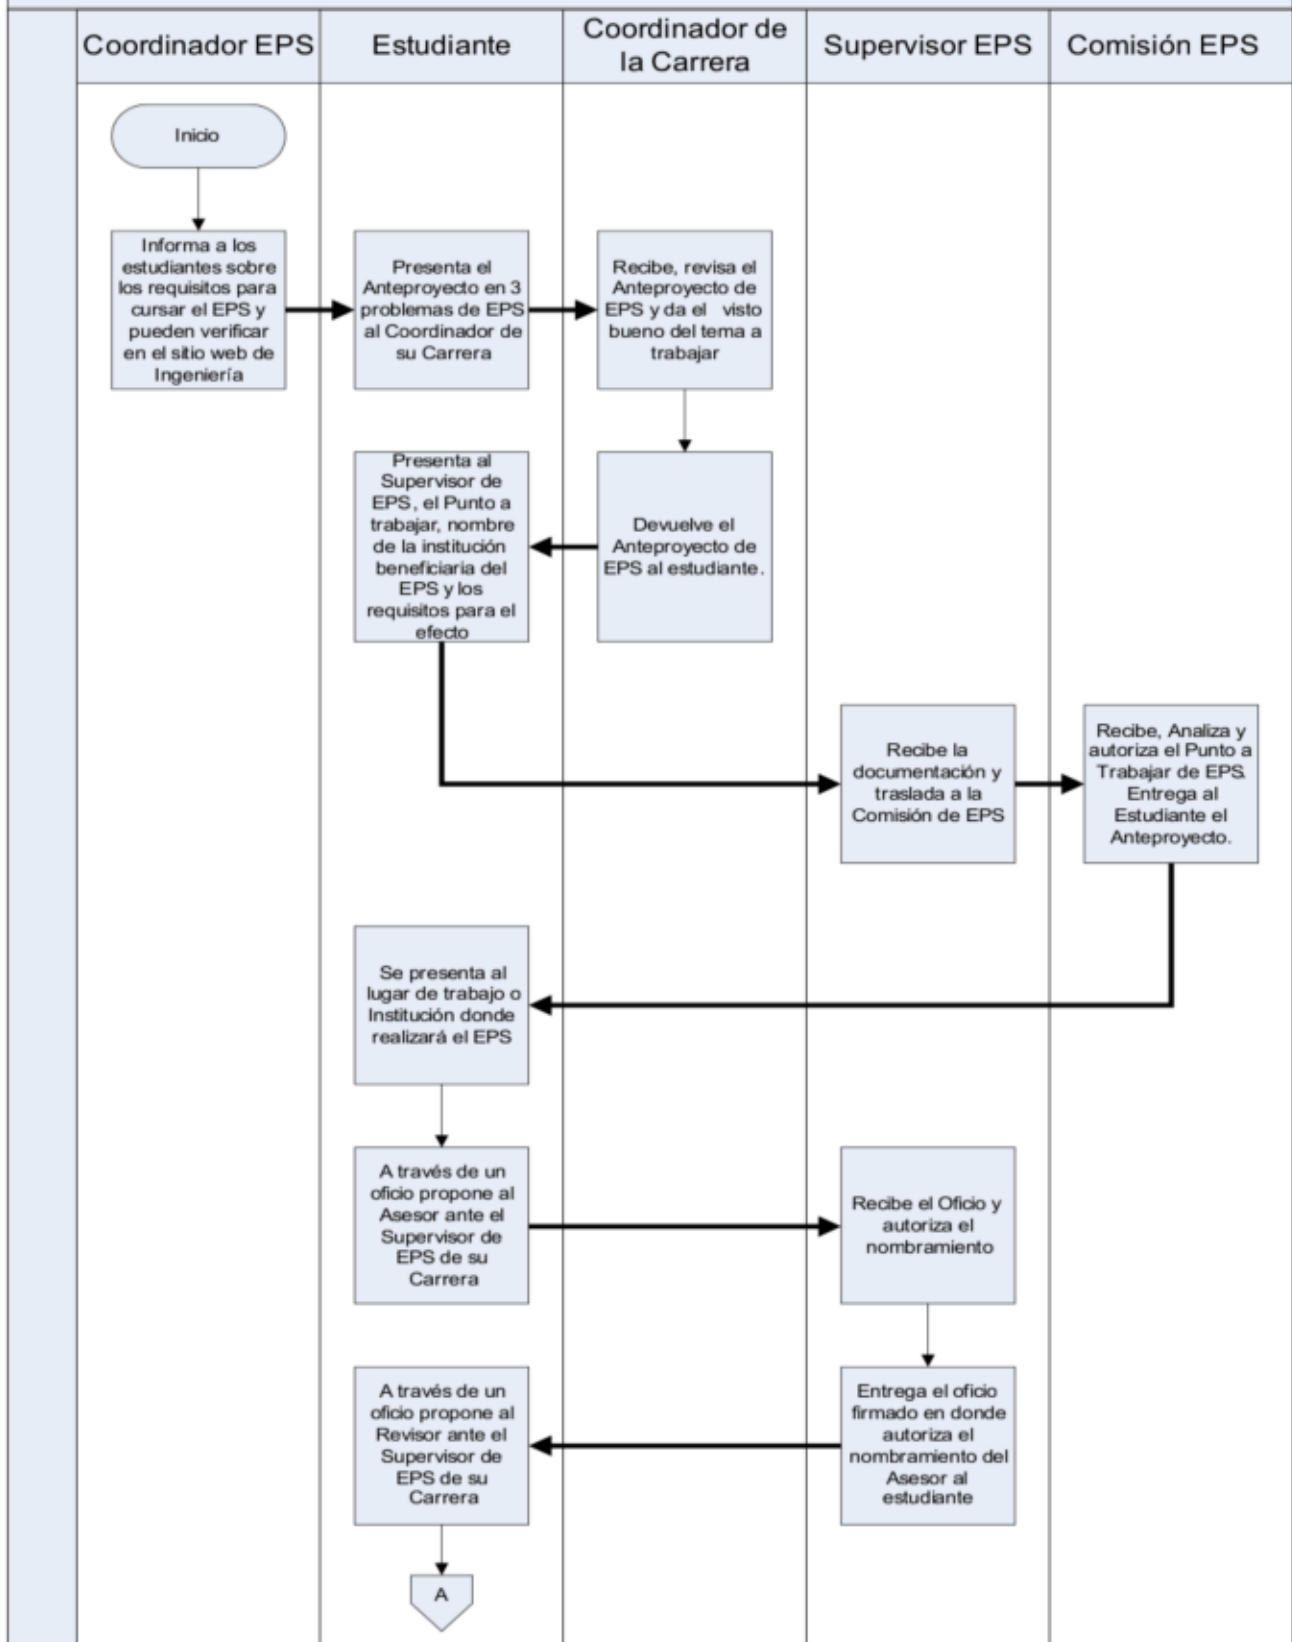 Coordinador EPS
Estudiante
Coordinador de
la Carrera
Supervisor EPS
Comisión EPS
Inicio
Informa a los
estudiantes sobre
los requisitos para
cursar el EPS y
pueden verificar
en el sitio web de
Ingeniería
Presenta el
Anteproyecto en 3
problemas de EPS
al Coordinador de
su Carrera
Recibe, revisa el
Anteproyecto de
EPS y da el visto
bueno del tema a
trabajar
Presenta al
Supervisor de
EPS, el Punto a
trabajar, nombre
de la institución
beneficiaria del
EPS y los
requisitos para el
efecto
Devuelve el
Anteproyecto de
EPS al estudiante.
Recibe la
documentación y
traslada a la
Comisión de EPS
Recibe, Analiza y
autoriza el Punto a
Trabajar de EPS.
Entrega al
Estudiante el
Anteproyecto.
Se presenta al
lugar de trabajo o
Institución donde
realizará el EPS
A través de un
oficio propone al
Asesor ante el
Supervisor de
EPS de su
Carrera
Recibe el Oficio y
autoriza el
nombramiento
A través de un
oficio propone al
Revisor ante el
Supervisor de
EPS de su
Carrera
Entrega el oficio
firmado en donde
autoriza el
nombramiento del
Asesor al
estudiante
A